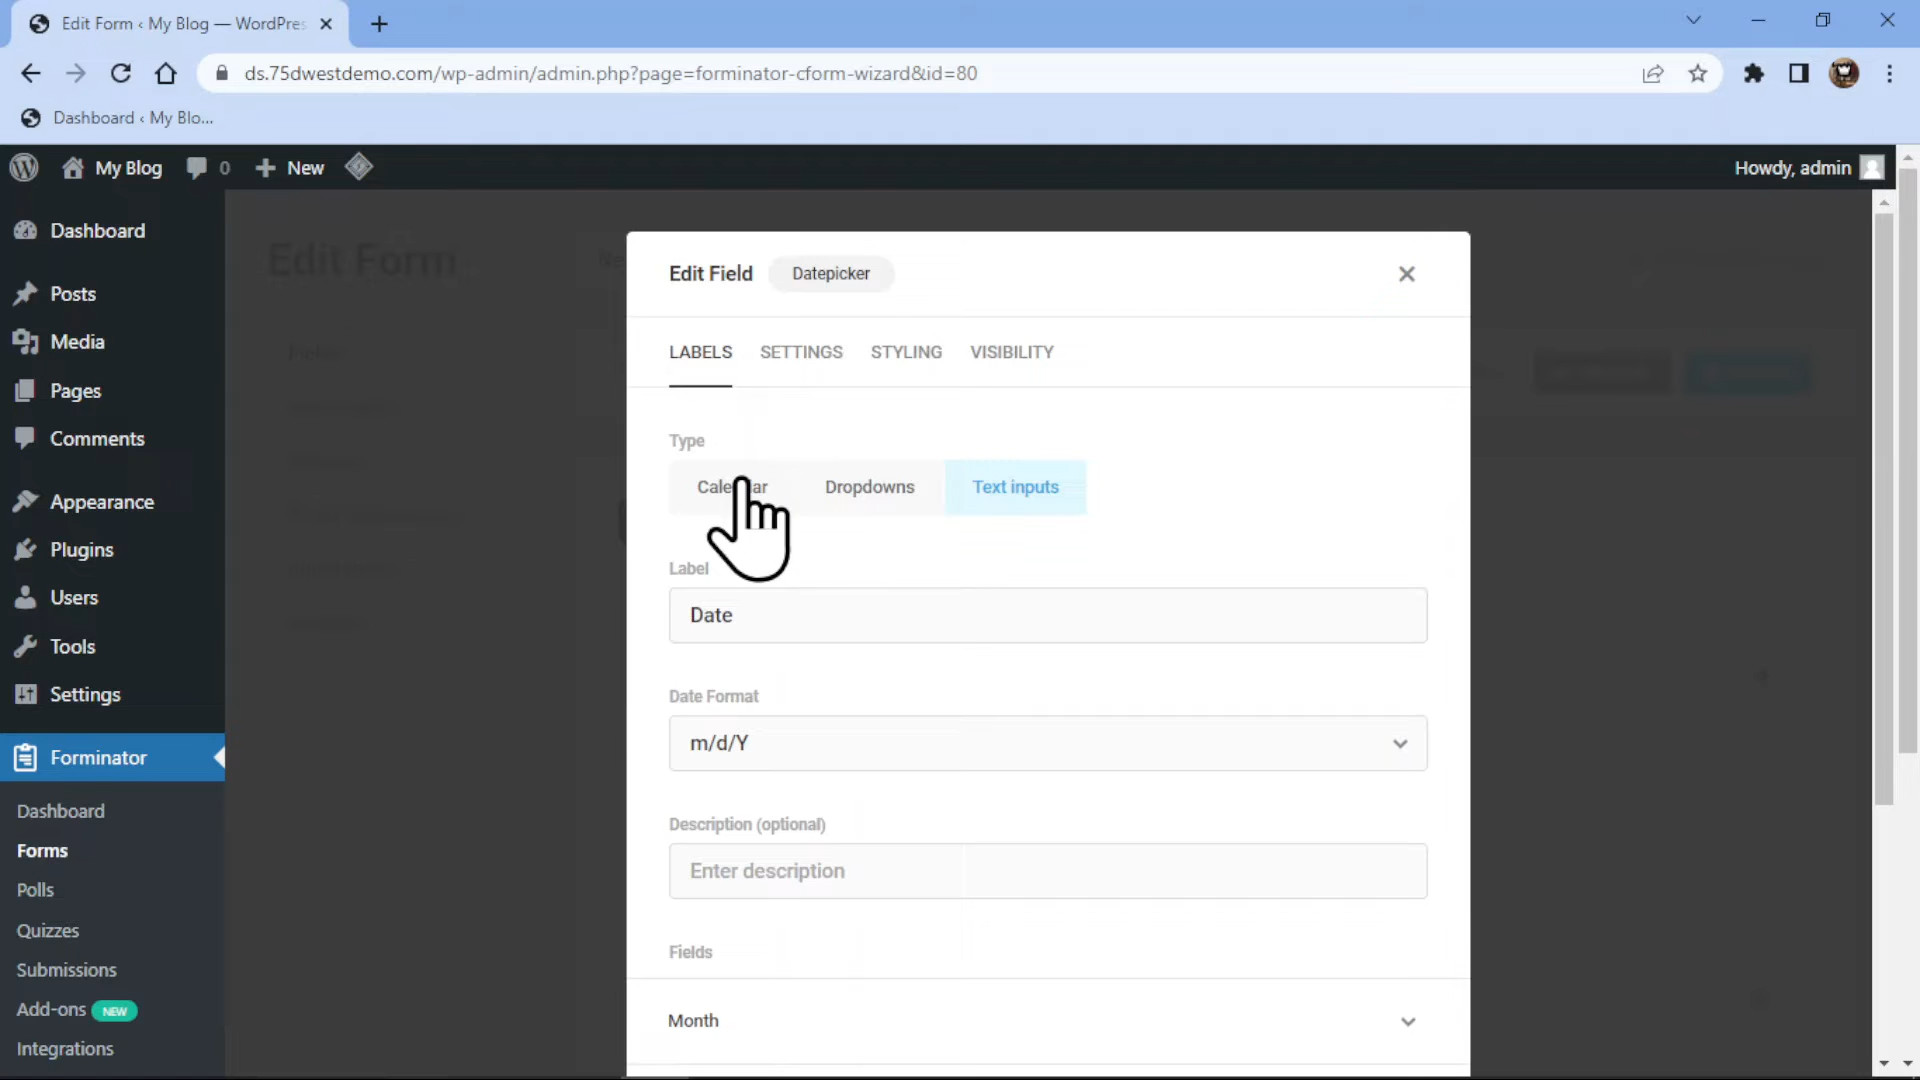 Edit Form ‹ My Blog — WordPres
ds.75dwestdemo.com/wp-admin/admin.php?page=forminator-cform-wizard&id=80
Dashboard ‹ My Blo...
My Blog
0
New
Howdy, admin
Dashboard
Posts
Media
Pages
Comments
Appearance
Plugins
Users
Tools
Settings
Forminator
Dashboard
Forms
Polls
Quizzes
Submissions
Add-ons NEW
Integrations
Edit Form
Edit Field Datepicker
LABELS SETTINGS STYLING VISIBILITY
Type
Calendar Dropdowns Text inputs
Label
Date
Date Format
m/d/Y
Description (optional)
Enter description
Fields
Month